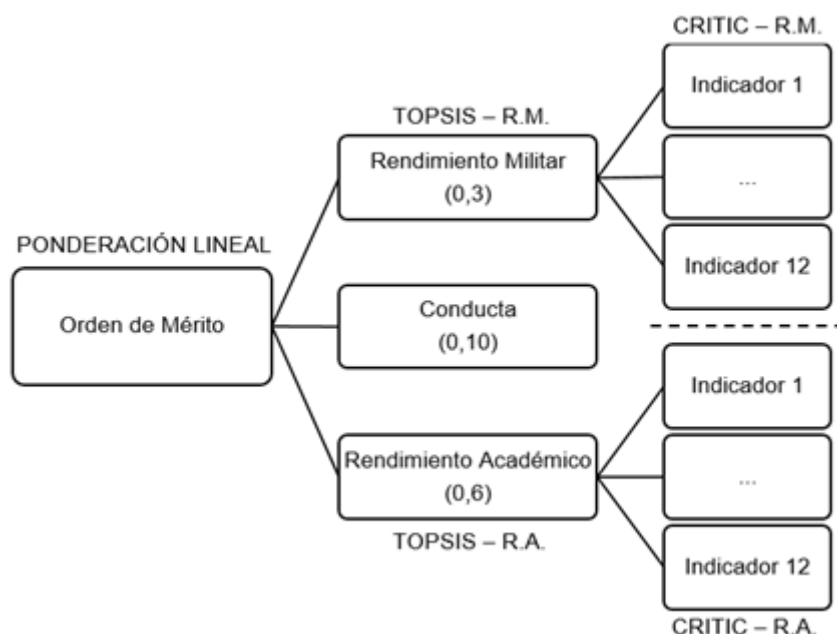 CRITIC – R.M.
Indicador 1
...
Indicador 12
TOPSIS – R.M.
Rendimiento Militar
(0,3)
PONDERACIÓN LINEAL
Orden de Mérito
Conducta
(0,10)
Rendimiento Académico
(0,6)
TOPSIS – R.A.
Indicador 1
...
Indicador 12
CRITIC – R.A.